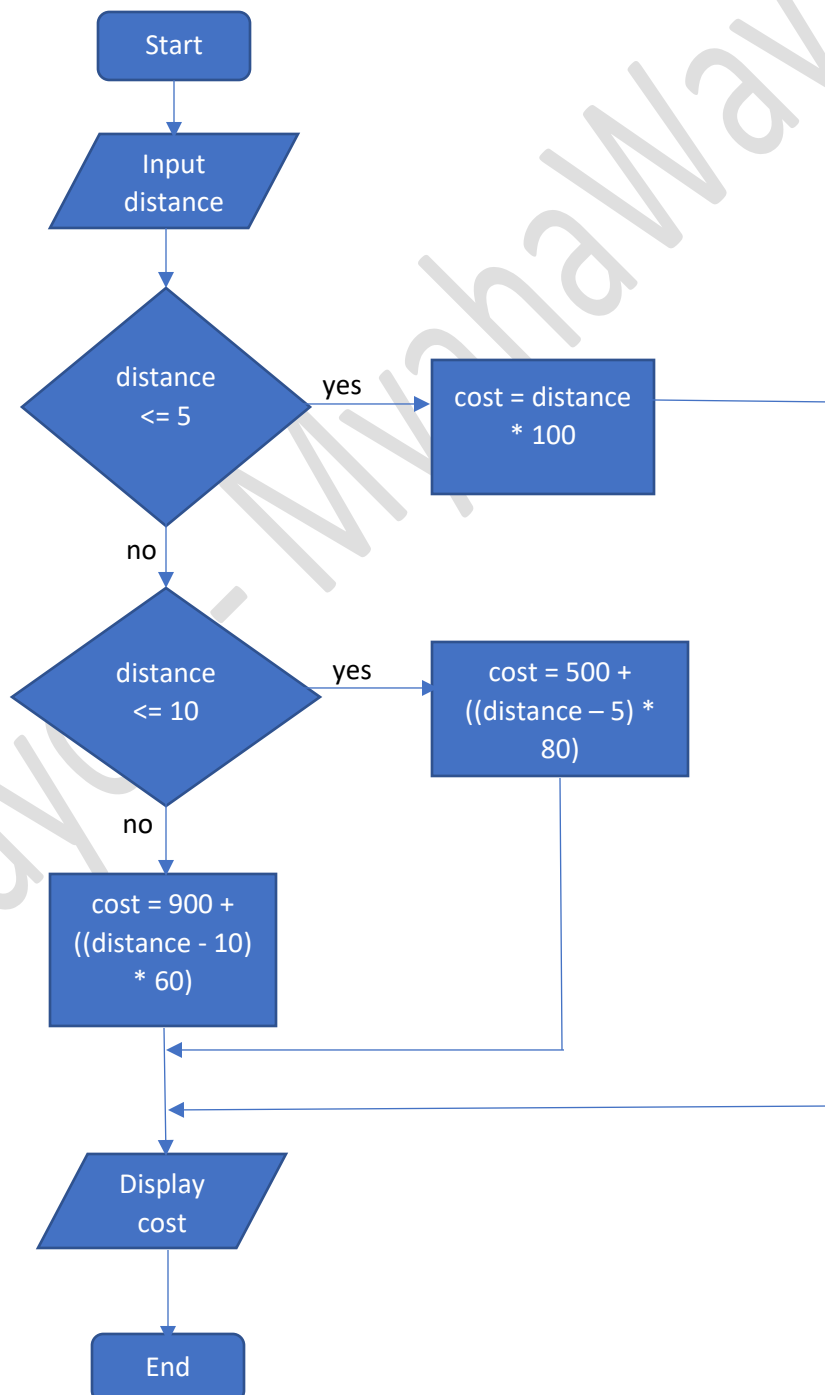 Start
Input
distance
distance
<= 5
yes
cost = distance
* 100
no
distance
<= 10
yes
cost = 500 +
((distance – 5) *
80)
no
cost = 900 +
((distance - 10)
* 60)
Display
cost
End